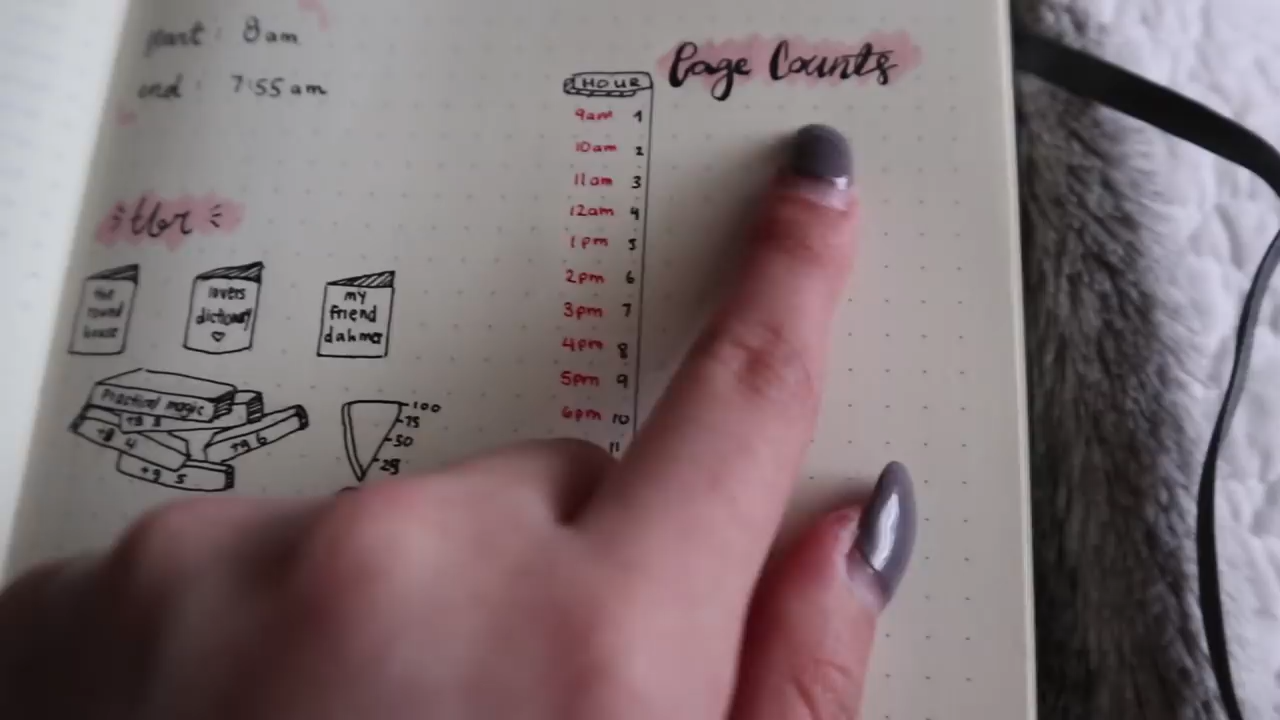 start : 8am
end : 7:55am
tbr
the round house
lovers dictionary
my friend dahmer
Practical magic
100
75
50
25
Page Counts
HOUR
9am 1
10am 2
11am 3
12am 4
1pm 5
2pm 6
3pm 7
4pm 8
5pm 9
6pm 10
11